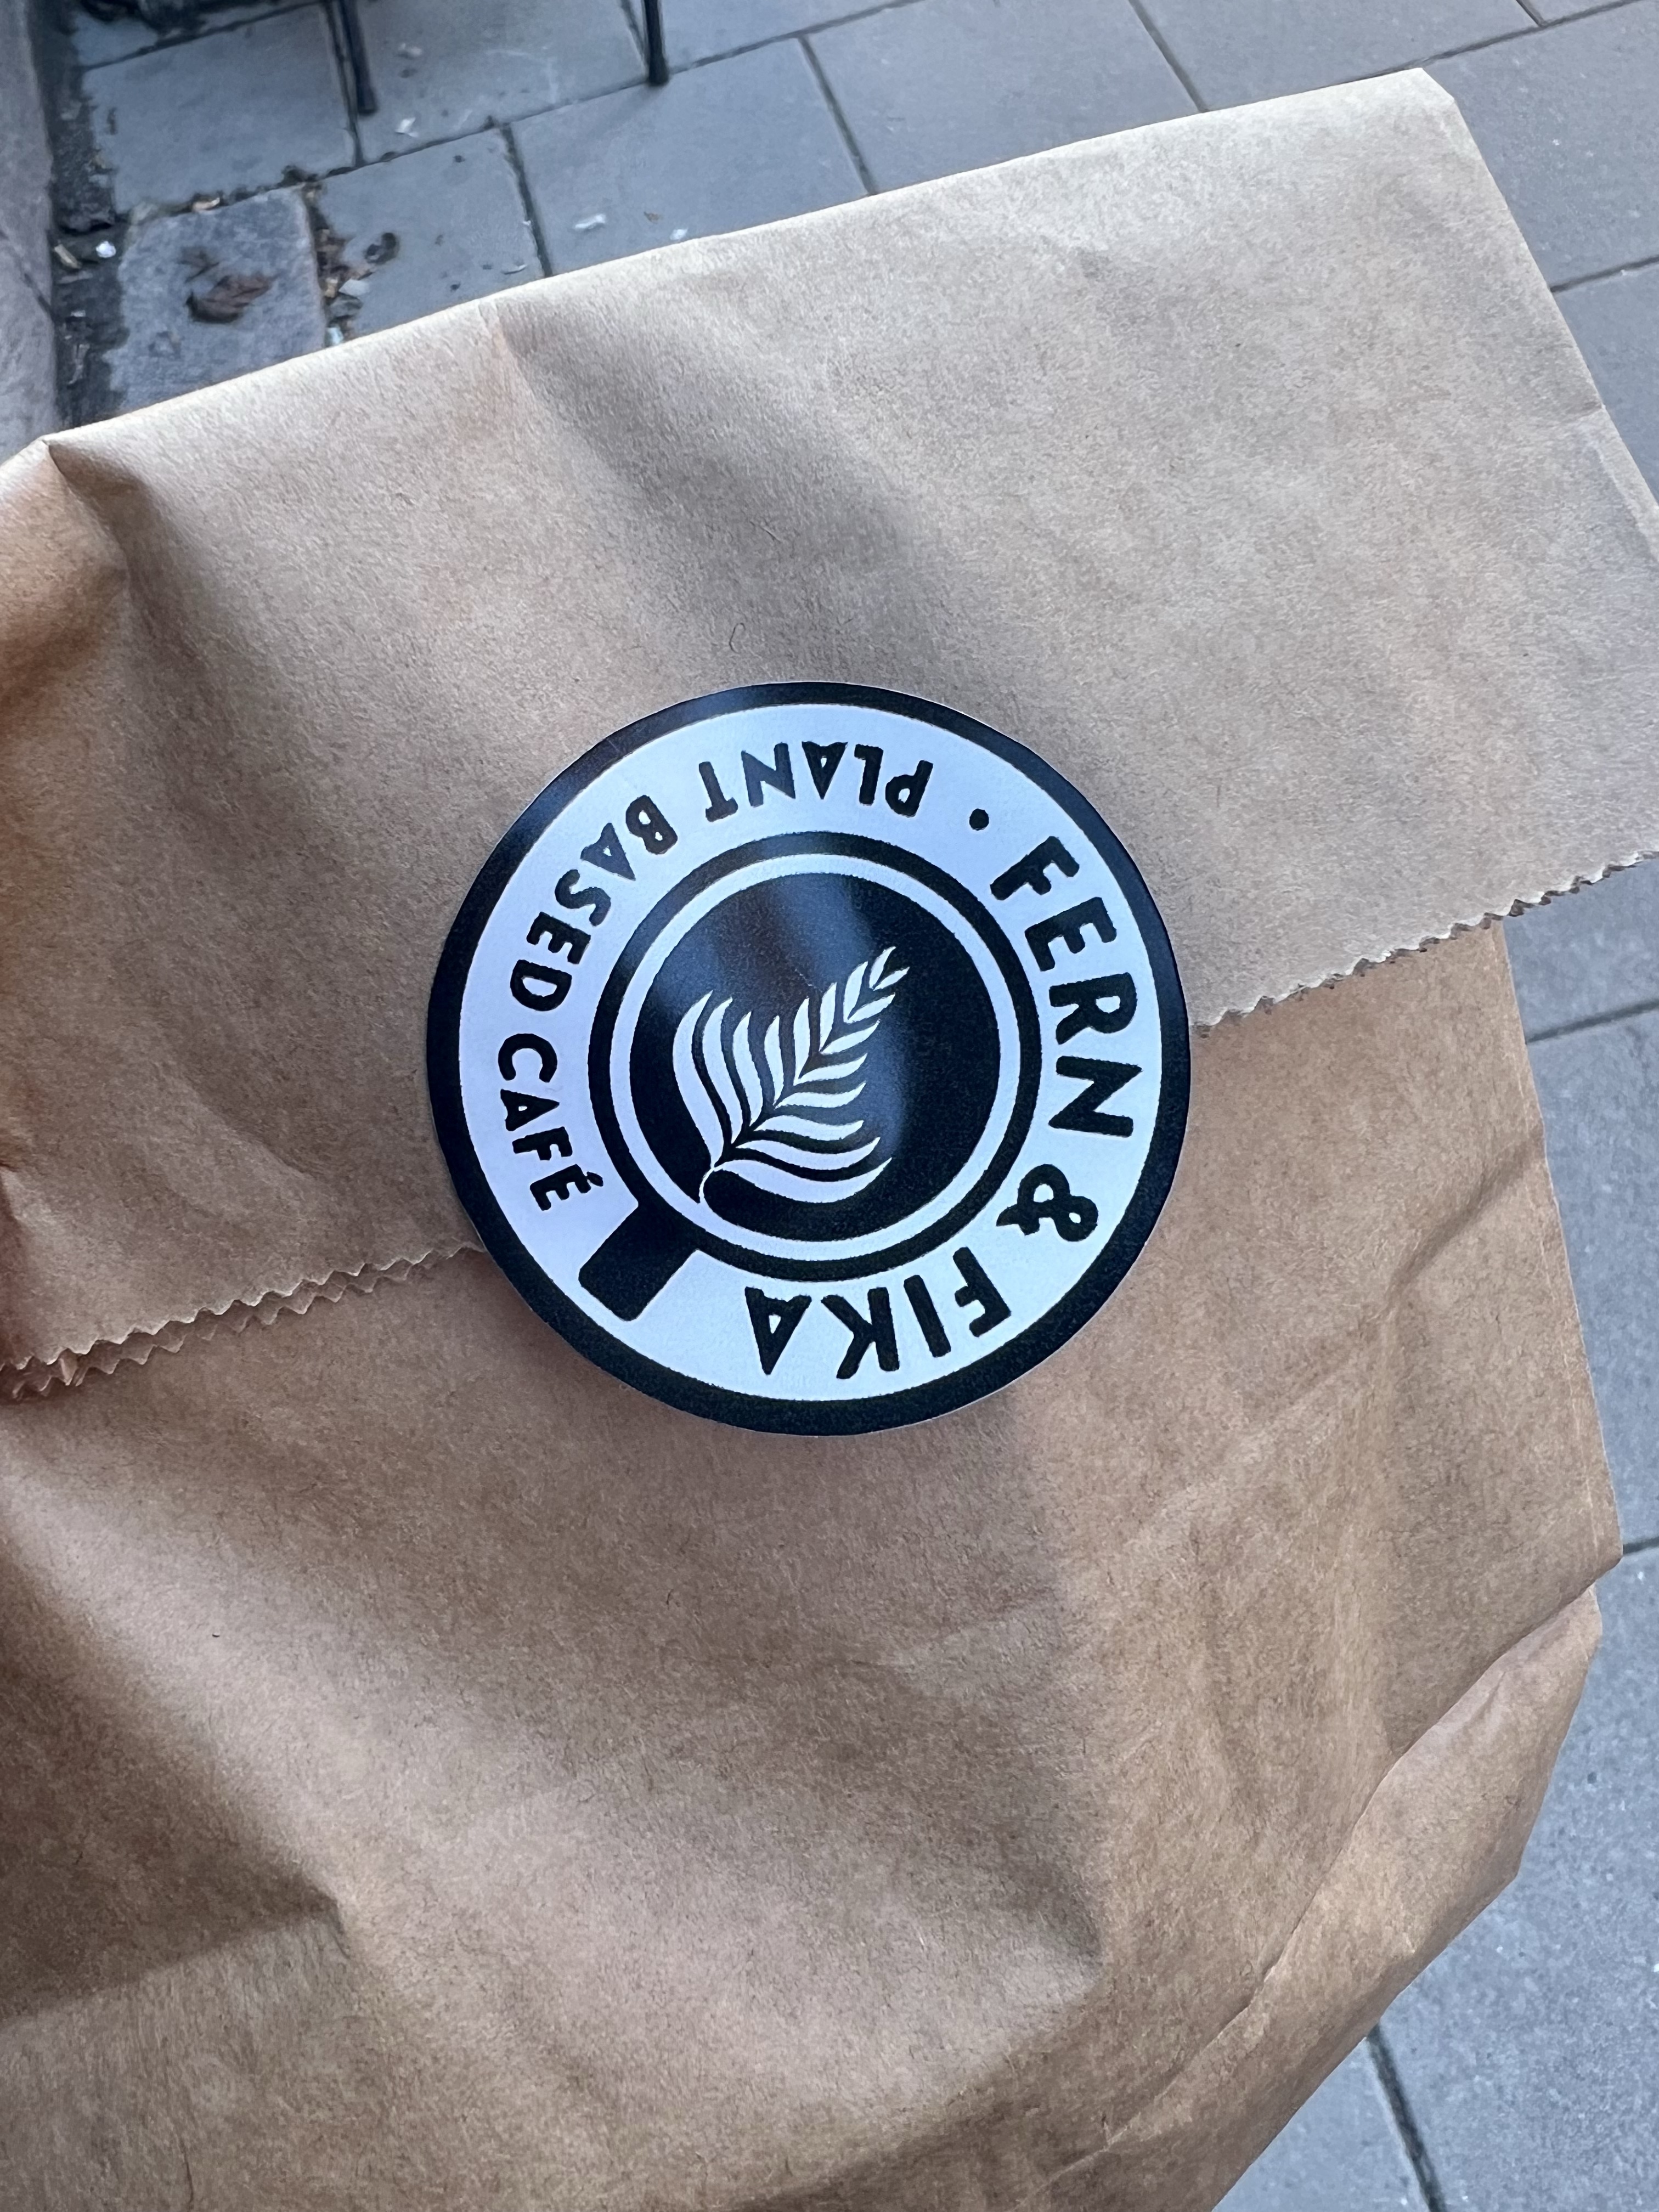 FERN & FIKA
• PLANT BASED CAFÉ